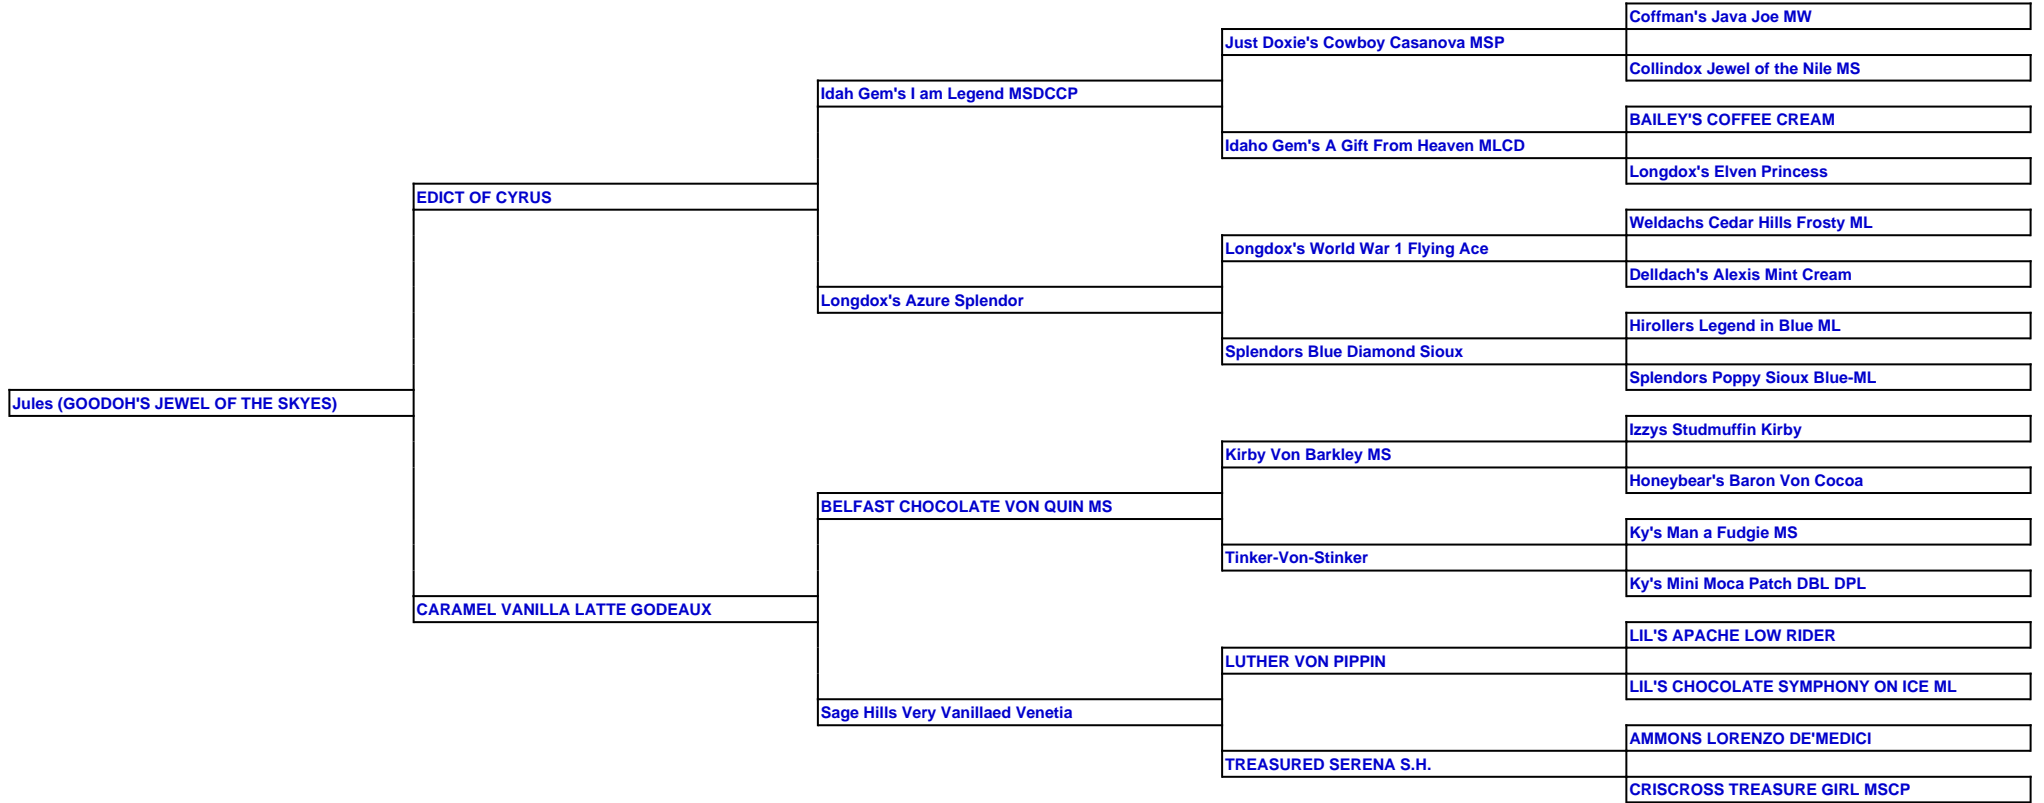 Coffman's Java Joe MW
Just Doxie's Cowboy Casanova MSP
Collindox Jewel of the Nile MS
Idah Gem's I am Legend MSDCCP
BAILEY'S COFFEE CREAM
Idaho Gem's A Gift From Heaven MLCD
Longdox's Elven Princess
EDICT OF CYRUS
Weldachs Cedar Hills Frosty ML
Longdox's World War 1 Flying Ace
Delldach's Alexis Mint Cream
Longdox's Azure Splendor
Hirollers Legend in Blue ML
Splendors Blue Diamond Sioux
Splendors Poppy Sioux Blue-ML
Jules (GOODOH'S JEWEL OF THE SKYES)
Izzys Studmuffin Kirby
Kirby Von Barkley MS
Honeybear's Baron Von Cocoa
BELFAST CHOCOLATE VON QUIN MS
Ky's Man a Fudgie MS
Tinker-Von-Stinker
Ky's Mini Moca Patch DBL DPL
CARAMEL VANILLA LATTE GODEAUX
LIL'S APACHE LOW RIDER
LUTHER VON PIPPIN
LIL'S CHOCOLATE SYMPHONY ON ICE ML
Sage Hills Very Vanillaed Venetia
AMMONS LORENZO DE'MEDICI
TREASURED SERENA S.H.
CRISCROSS TREASURE GIRL MSCP